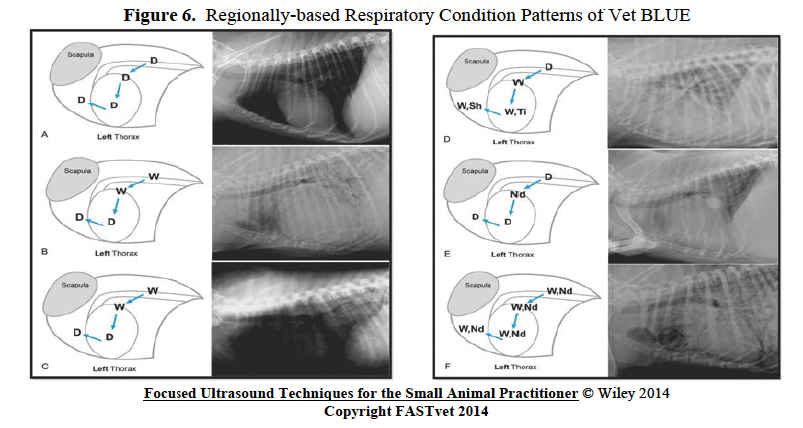 Figure 6. Regionally-based Respiratory Condition Patterns of Vet BLUE
Scapula
D
D
D
D
A
Left Thorax
Scapula
W
W
D
D
B
Left Thorax
Scapula
W
W
D
D
C
Left Thorax
Scapula
D
W
W,Sh
W,Ti
D
Left Thorax
Scapula
D
Nd
D
D
E
Left Thorax
Scapula
W,Nd
W,Nd
W,Nd
W,Nd
F
Left Thorax
Focused Ultrasound Techniques for the Small Animal Practitioner © Wiley 2014
Copyright FASTvet 2014